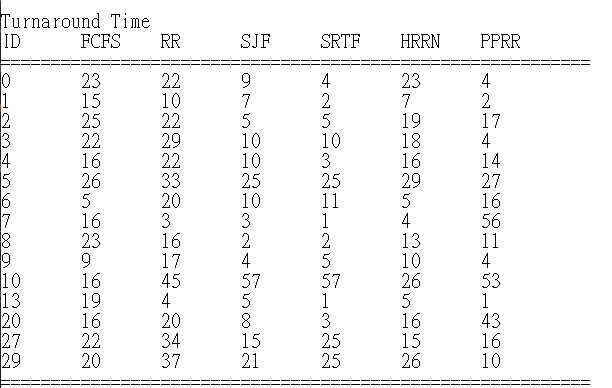 Turnaround Time
ID FCFS RR SJF SRTF HRRN PPRR
===========================================================
0 23 22 9 4 23 4
1 15 10 7 2 7 2
2 25 22 5 5 19 17
3 22 29 10 10 18 4
4 16 22 10 3 16 14
5 26 33 25 25 29 27
6 5 20 10 11 5 16
7 16 3 3 1 4 56
8 23 16 2 2 13 11
9 9 17 4 5 10 4
10 16 45 57 57 26 53
13 19 4 5 1 5 1
20 16 20 8 3 16 43
27 22 34 15 25 15 16
29 20 37 21 25 26 10
===========================================================